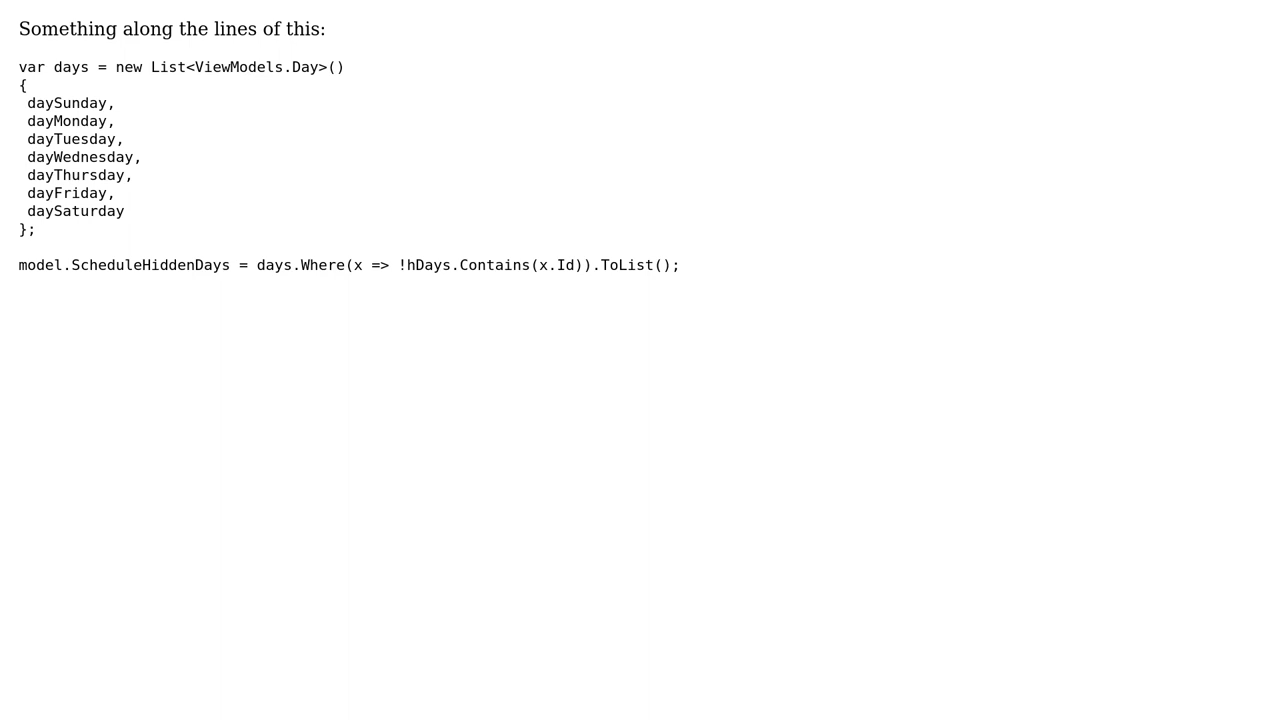 Something along the lines of this:
var days = new List<ViewModels.Day>()
{
 daySunday,
 dayMonday,
 dayTuesday,
 dayWednesday,
 dayThursday,
 dayFriday,
 daySaturday
};
model.ScheduleHiddenDays = days.Where(x => !hDays.Contains(x.Id)).ToList();